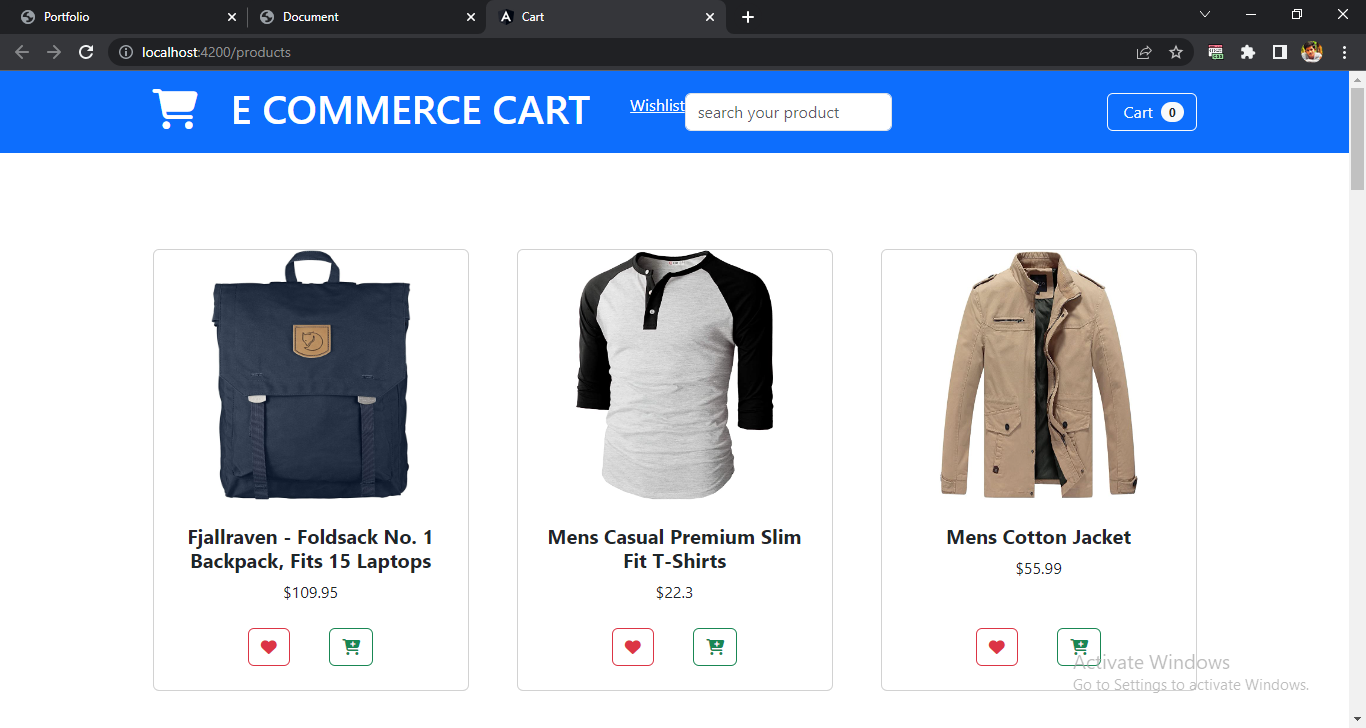 Portfolio
Document
Cart
localhost:4200/products
E COMMERCE CART
Wishlist
search your product
Cart 0
Fjallraven - Foldsack No. 1
Backpack, Fits 15 Laptops
$109.95
Mens Casual Premium Slim
Fit T-Shirts
$22.3
Mens Cotton Jacket
$55.99
Activate Windows
Go to Settings to activate Windows.